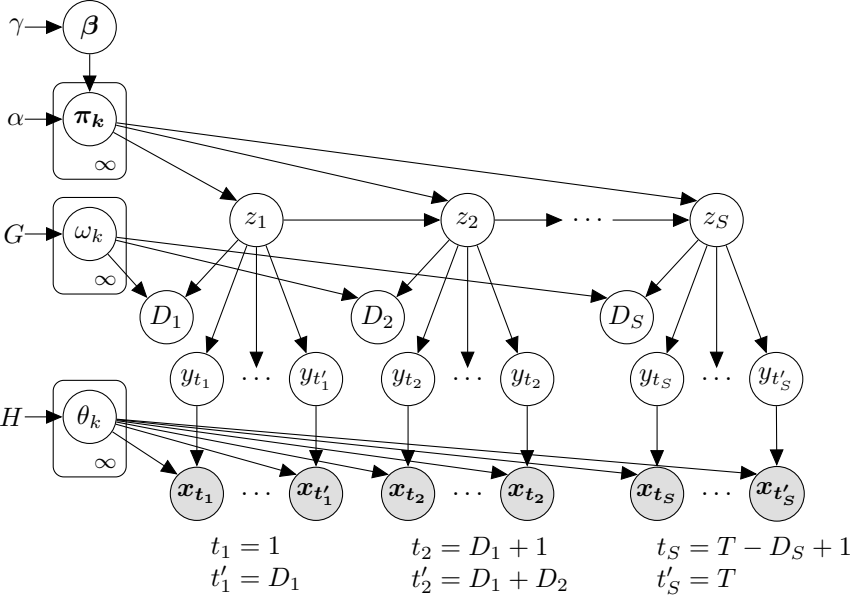 γ β
α π_k
∞
z_1 z_2 ⋯ z_S
G ω_k
∞
D_1 D_2 D_S
y_{t_1} ⋯ y_{t'_1} y_{t_2} ⋯ y_{t_2} y_{t_S} ⋯ y_{t'_S}
H θ_k
∞
x_{t_1} ⋯ x_{t'_1} x_{t_2} ⋯ x_{t_2} x_{t_S} ⋯ x_{t'_S}
t_1 = 1 t_2 = D_1 + 1 t_S = T − D_S + 1
t'_1 = D_1 t'_2 = D_1 + D_2 t'_S = T